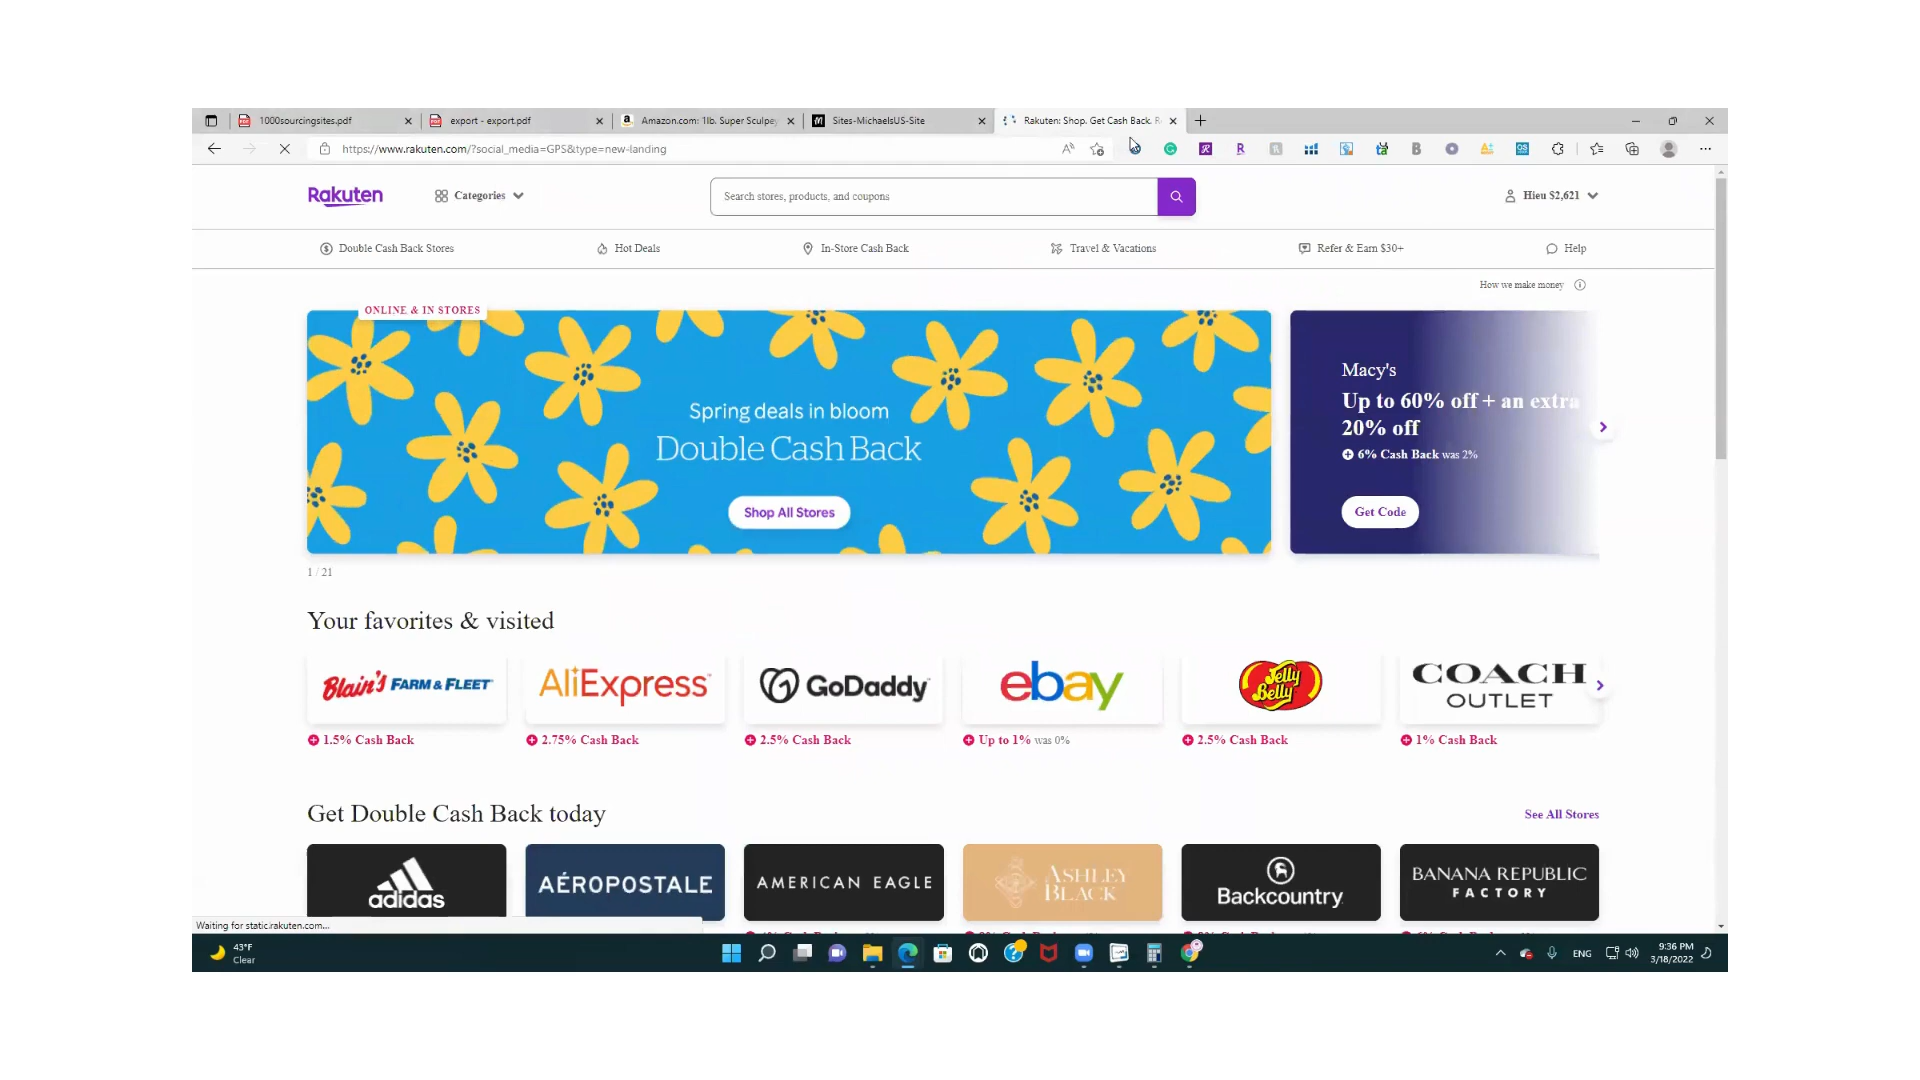 1000sourcingsites.pdf
export - export.pdf
Amazon.com: 1lb. Super Sculpey
Sites-MichaelsUS-Site
Rakuten: Shop. Get Cash Back. R
https://www.rakuten.com/?social_media=GPS&type=new-landing
Rakuten
Categories
Search stores, products, and coupons
Hieu $2,621
Double Cash Back Stores
Hot Deals
In-Store Cash Back
Travel & Vacations
Refer & Earn $30+
Help
How we make money
ONLINE & IN STORES
Spring deals in bloom
Double Cash Back
Shop All Stores
Macy's
Up to 60% off + an extra
20% off
6% Cash Back was 2%
Get Code
1 / 21
Your favorites & visited
Blain's FARM & FLEET
AliExpress
GoDaddy
ebay
Jelly Belly
COACH
OUTLET
1.5% Cash Back
2.75% Cash Back
2.5% Cash Back
Up to 1% was 0%
2.5% Cash Back
1% Cash Back
Get Double Cash Back today
See All Stores
adidas
AÉROPOSTALE
AMERICAN EAGLE
ASHLEY
BLACK
Backcountry
BANANA REPUBLIC
FACTORY
Waiting for static.rakuten.com...
43°F
Clear
ENG
9:36 PM
3/18/2022